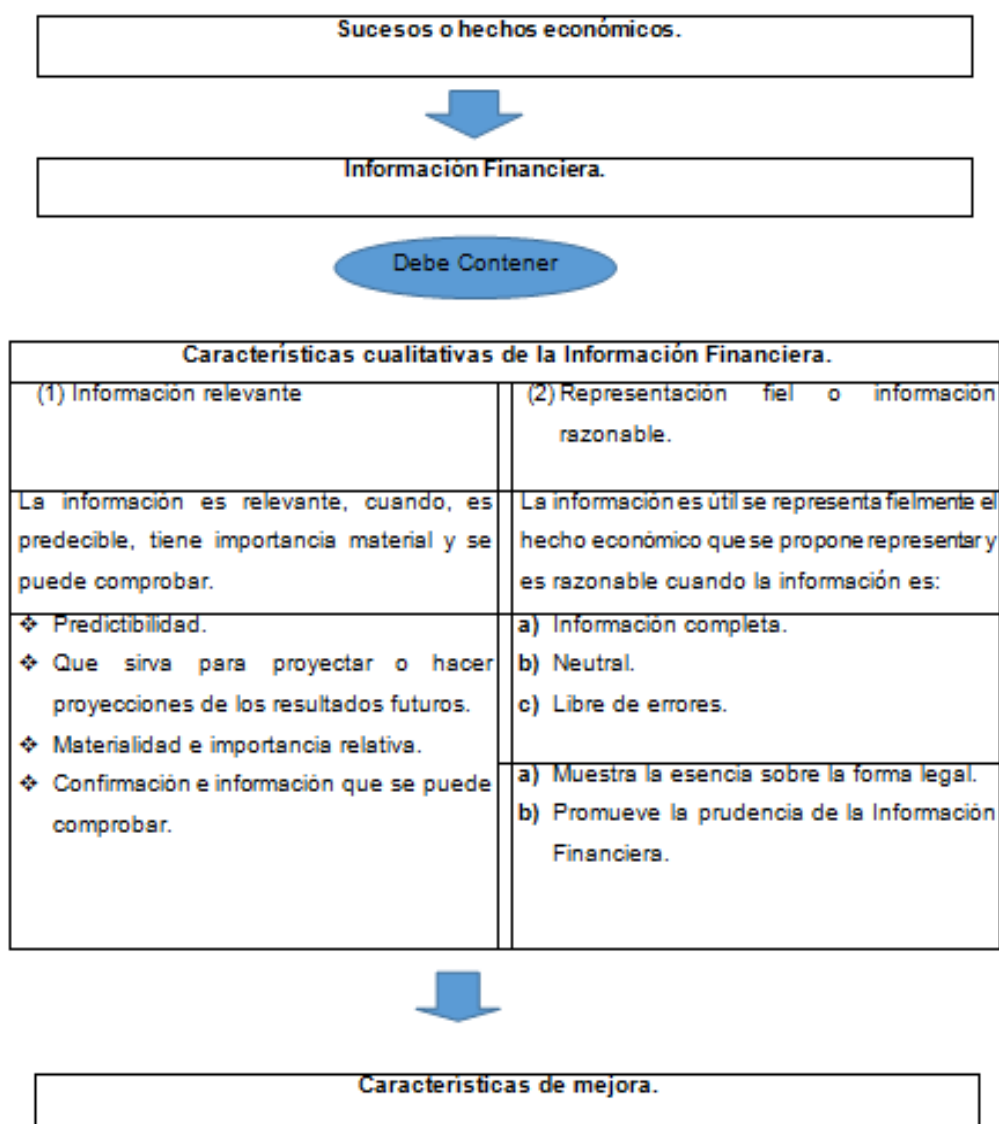 Sucesos o hechos económicos.
Información Financiera.
Debe Contener
Características cualitativas de la Información Financiera.
(1) Información relevante
(2) Representación fiel o información
razonable.
La información es relevante, cuando, es
predecible, tiene importancia material y se
puede comprobar.
La información es útil se representa fielmente el
hecho económico que se propone representar y
es razonable cuando la información es:
❖ Predictibilidad.
❖ Que sirva para proyectar o hacer
proyecciones de los resultados futuros.
❖ Materialidad e importancia relativa.
❖ Confirmación e información que se puede
comprobar.
a) Información completa.
b) Neutral.
c) Libre de errores.
a) Muestra la esencia sobre la forma legal.
b) Promueve la prudencia de la Información
Financiera.
Características de mejora.